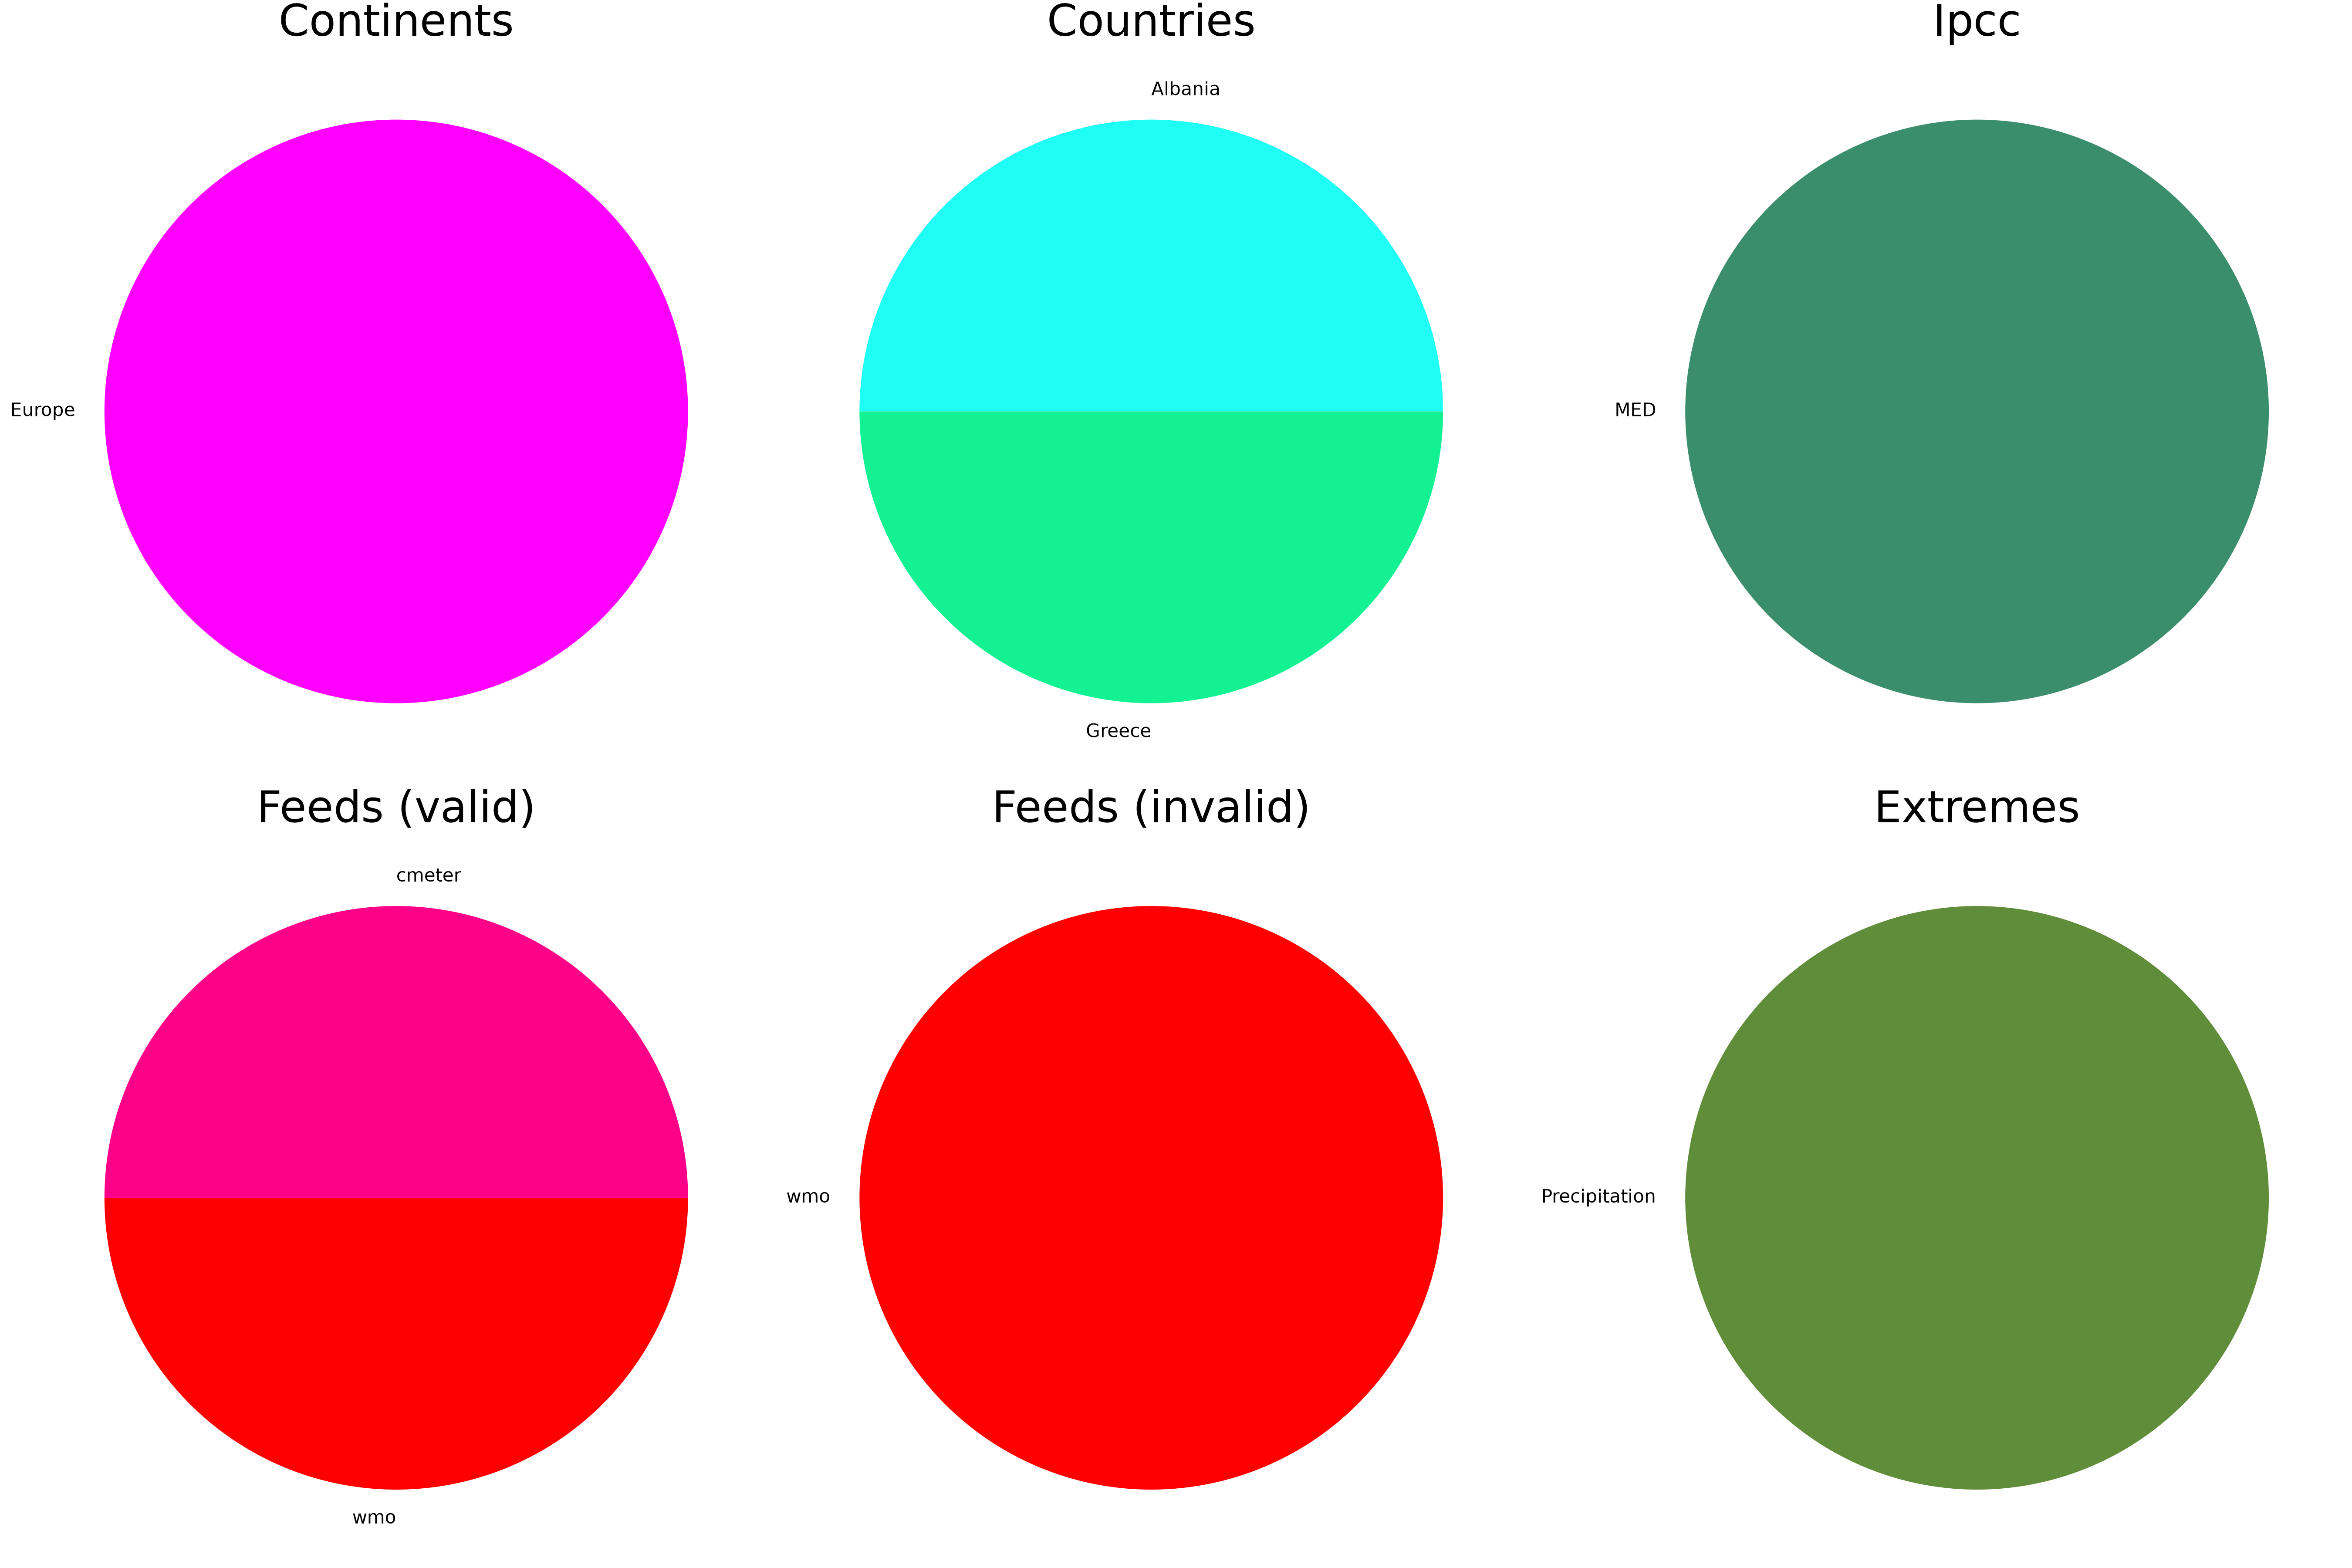 Continents
Countries
Ipcc
Albania
Europe
MED
Greece
Feeds (valid)
Feeds (invalid)
Extremes
cmeter
wmo
Precipitation
wmo